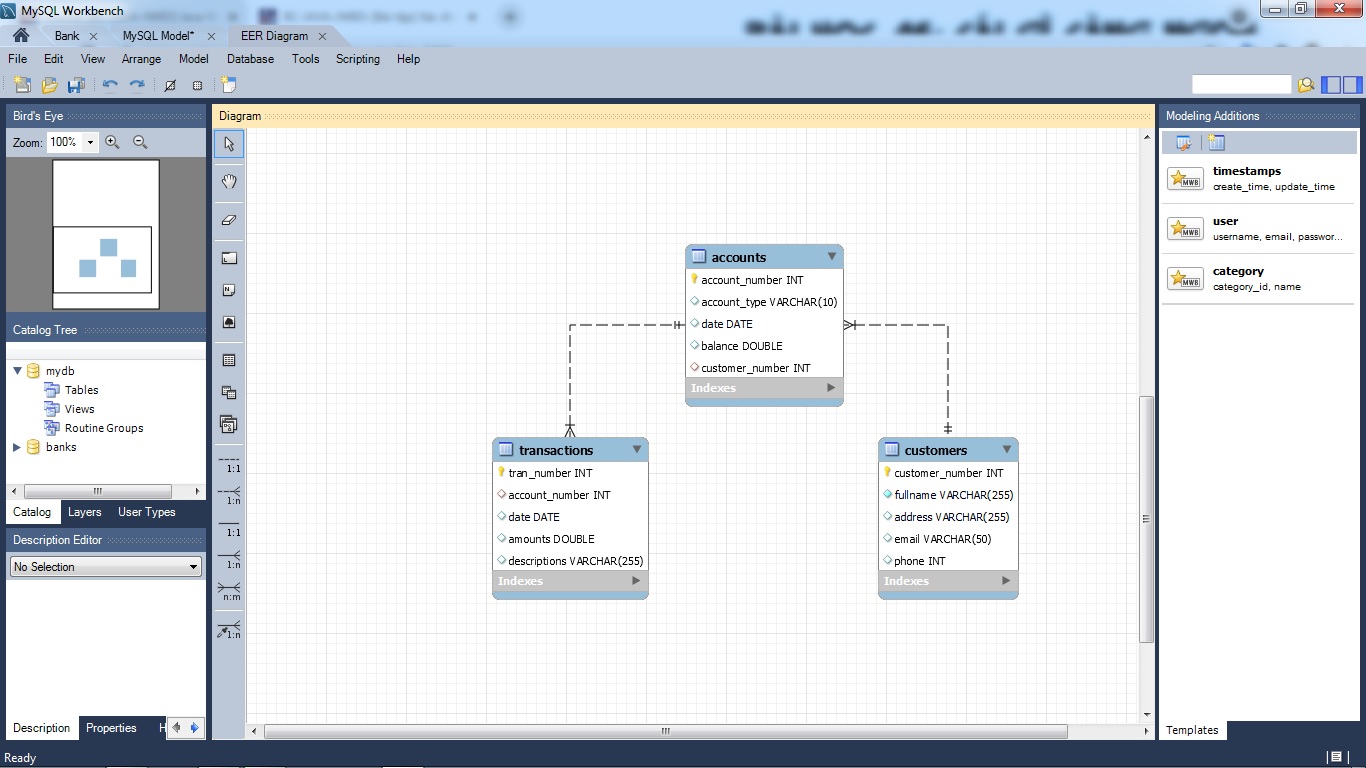 MySQL Workbench
Bank MySQL Model* EER Diagram
File Edit View Arrange Model Database Tools Scripting Help
Bird's Eye
Zoom: 100%
Catalog Tree
mydb
Tables
Views
Routine Groups
banks
Catalog Layers User Types
Description Editor
No Selection
Description Properties H
Ready
Diagram
1:1
1:n
1:1
1:n
n:m
1:n
accounts
account_number INT
account_type VARCHAR(10)
date DATE
balance DOUBLE
customer_number INT
Indexes
transactions
tran_number INT
account_number INT
date DATE
amounts DOUBLE
descriptions VARCHAR(255)
Indexes
customers
customer_number INT
fullname VARCHAR(255)
address VARCHAR(255)
email VARCHAR(50)
phone INT
Indexes
Modeling Additions
MWB
timestamps
create_time, update_time
MWB
user
username, email, passwor...
MWB
category
category_id, name
Templates